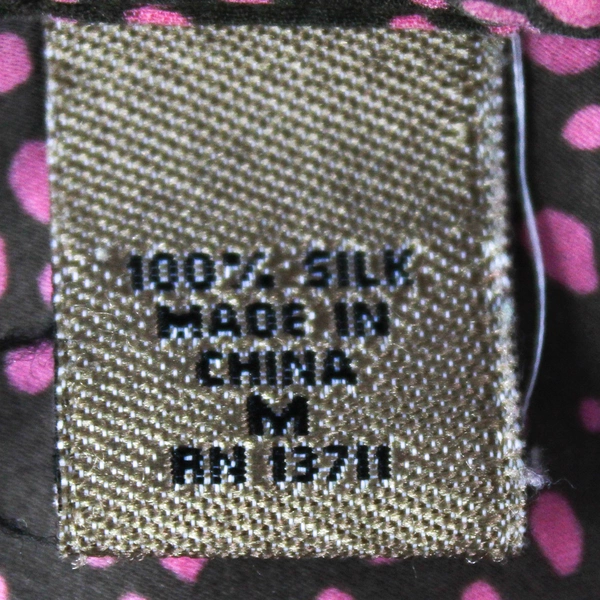 100% SILK
MADE IN
CHINA
M
RN 13711